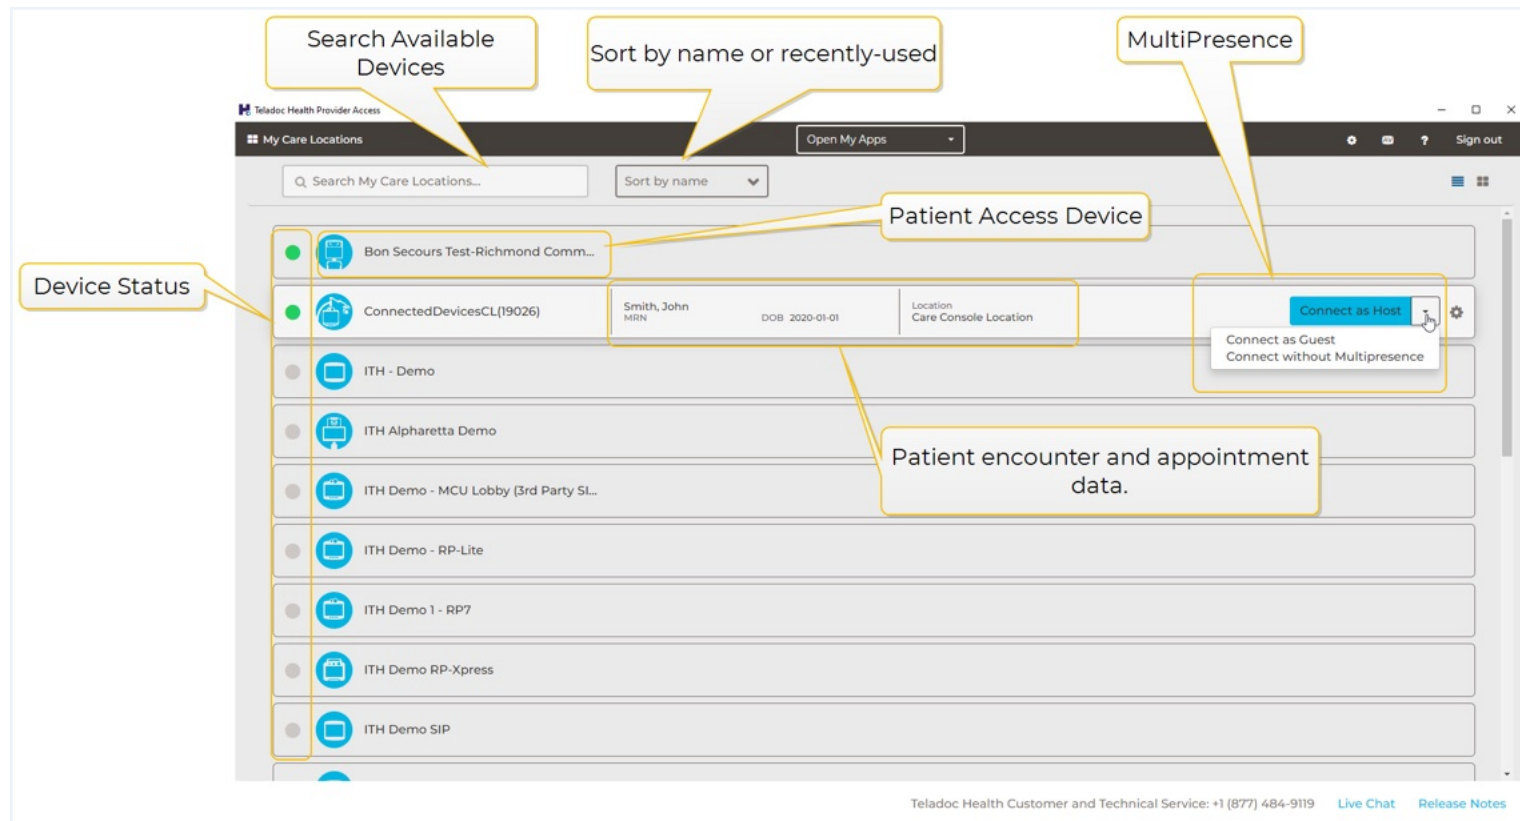 Search Available
Devices
Sort by name or recently-used
MultiPresence
Teladoc Health Provider Access
My Care Locations
Open My Apps
Sign out
Search My Care Locations...
Sort by name
Patient Access Device
Bon Secours Test-Richmond Comm...
Device Status
ConnectedDevicesCL(19026)
Smith, John
MRN
DOB 2020-01-01
Location
Care Console Location
Connect as Host
Connect as Guest
Connect without Multipresence
ITH - Demo
ITH Alpharetta Demo
Patient encounter and appointment
data.
ITH Demo - MCU Lobby (3rd Party SI...
ITH Demo - RP-Lite
ITH Demo 1 - RP7
ITH Demo RP-Xpress
ITH Demo SIP
Teladoc Health Customer and Technical Service: +1 (877) 484-9119
Live Chat
Release Notes